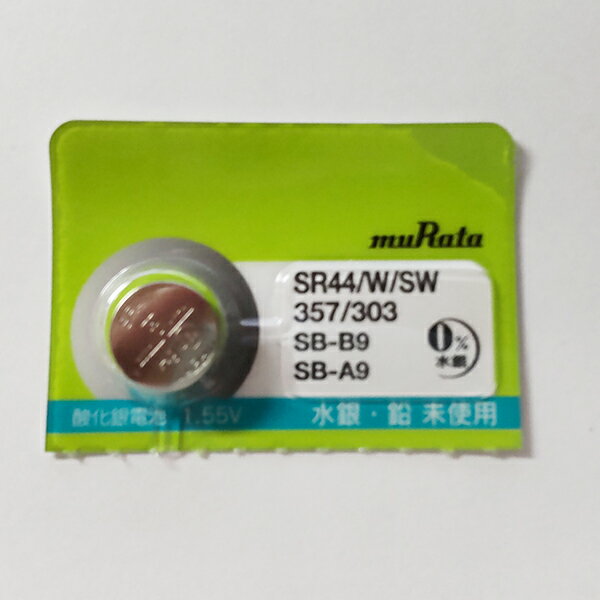 muRata
SR44/W/SW
357/303
SB-B9
SB-A9
0%
水銀
酸化銀電池 1.55V
水銀・鉛 未使用